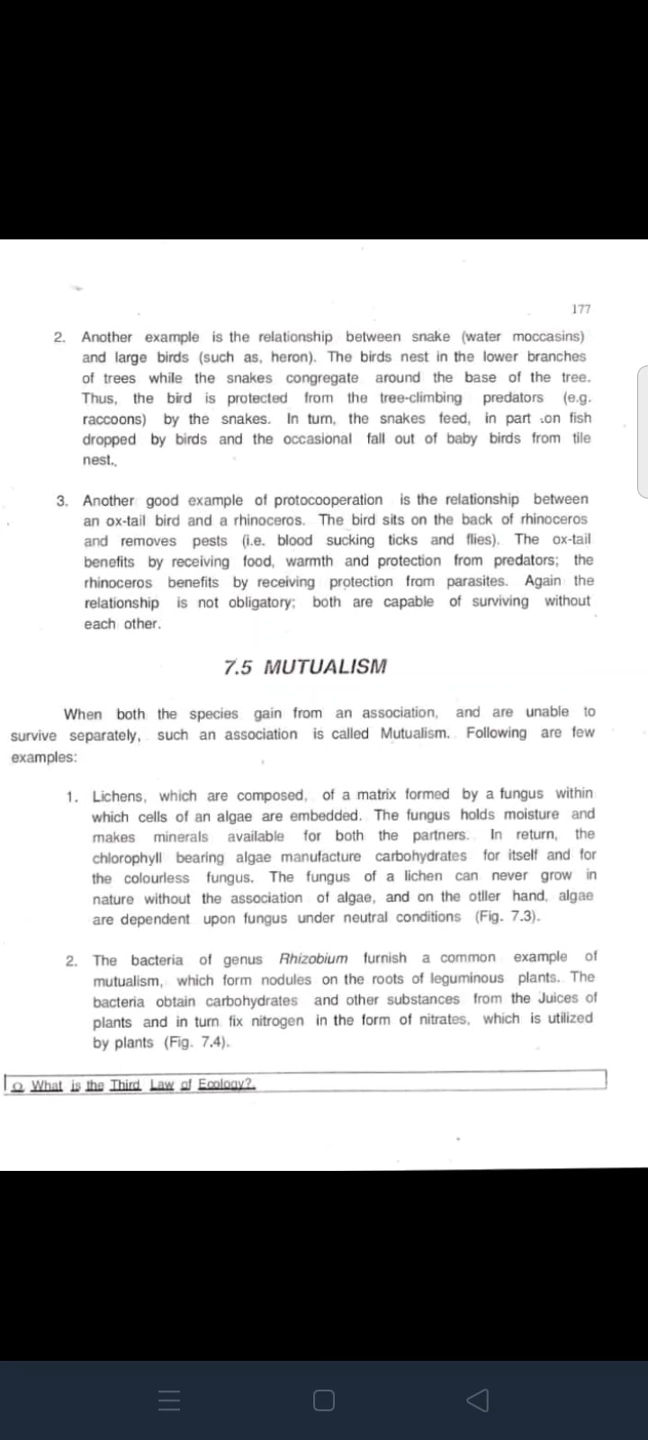 177
2. Another example is the relationship between snake (water moccasins)
and large birds (such as, heron). The birds nest in the lower branches
of trees while the snakes congregate around the base of the tree.
Thus, the bird is protected from the tree-climbing predators (e.g.
raccoons) by the snakes. In turn, the snakes feed, in part on fish
dropped by birds and the occasional fall out of baby birds from tile
nest.
3. Another good example of protocooperation is the relationship between
an ox-tail bird and a rhinoceros. The bird sits on the back of rhinoceros
and removes pests (i.e. blood sucking ticks and flies). The ox-tail
benefits by receiving food, warmth and protection from predators; the
rhinoceros benefits by receiving protection from parasites. Again the
relationship is not obligatory; both are capable of surviving without
each other.
7.5 MUTUALISM
When both the species gain from an association, and are unable to
survive separately, such an association is called Mutualism. Following are few
examples:
1. Lichens, which are composed, of a matrix formed by a fungus within
which cells of an algae are embedded. The fungus holds moisture and
makes minerals available for both the partners. In return, the
chlorophyll bearing algae manufacture carbohydrates for itself and for
the colourless fungus. The fungus of a lichen can never grow in
nature without the association of algae, and on the otller hand, algae
are dependent upon fungus under neutral conditions (Fig. 7.3).
2. The bacteria of genus Rhizobium furnish a common example of
mutualism, which form nodules on the roots of leguminous plants. The
bacteria obtain carbohydrates and other substances from the Juices of
plants and in turn fix nitrogen in the form of nitrates, which is utilized
by plants (Fig. 7.4).
Q. What is the Third Law of Ecology?.